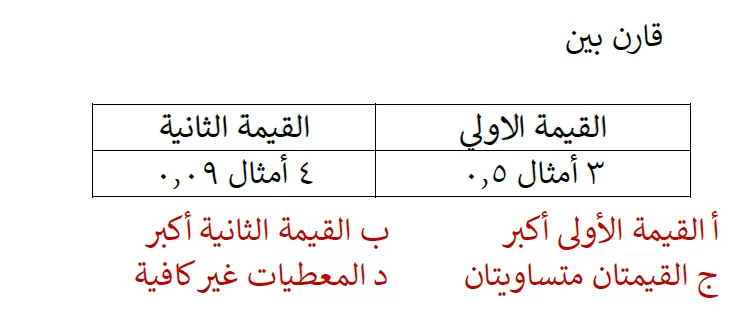 قارن بين
القيمة الاولي القيمة الثانية
٣ أمثال ٠,٥ ٤ أمثال ٠,٠٩
أ القيمة الأولى أكبر ب القيمة الثانية أكبر
ج القيمتان متساويتان د المعطيات غير كافية